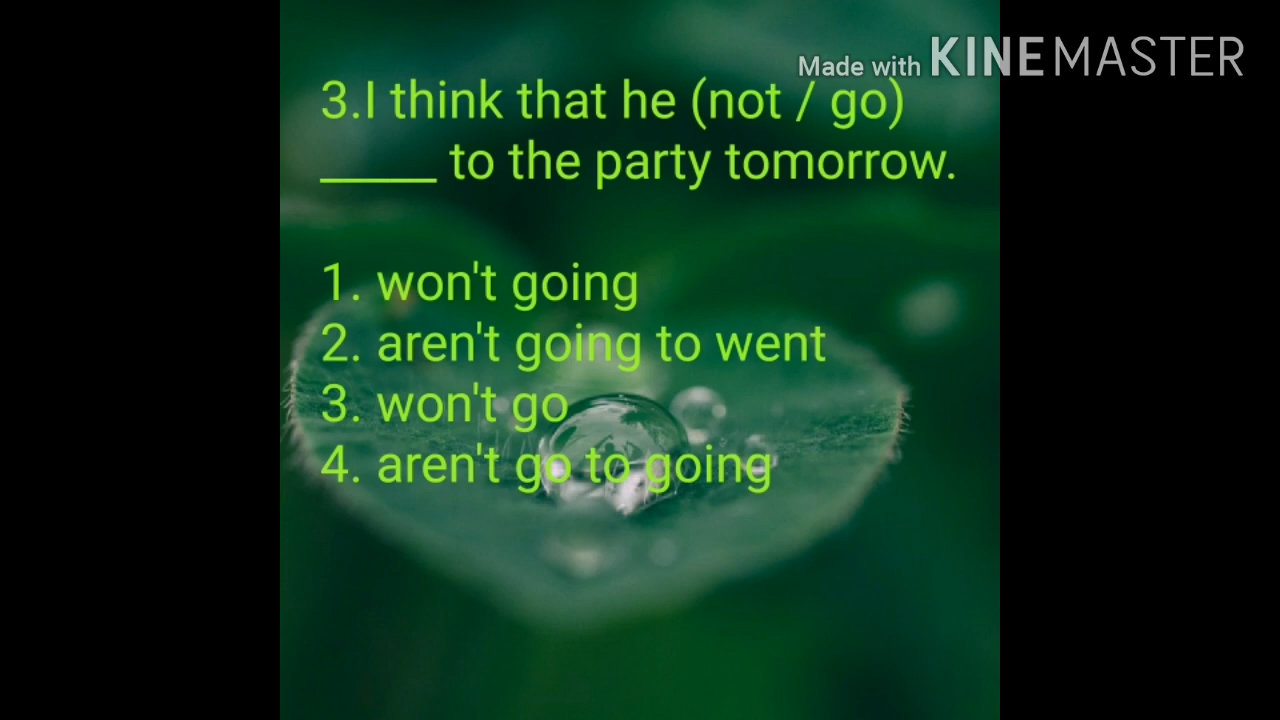 Made with KINEMASTER
3.I think that he (not / go)
______ to the party tomorrow.
1. won't going
2. aren't going to went
3. won't go
4. aren't go to going